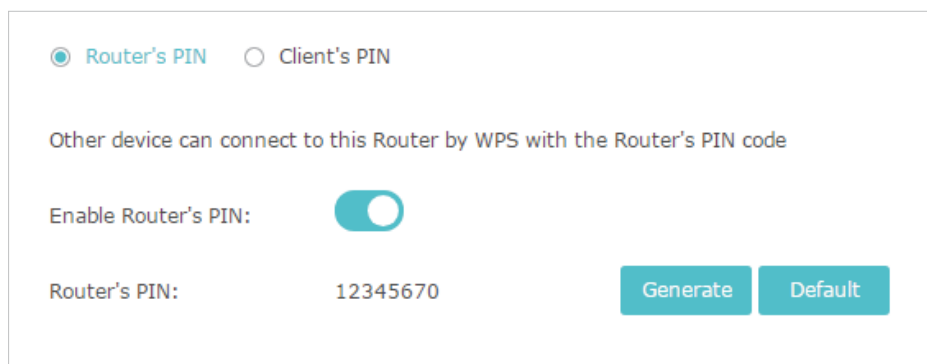 Router's PIN Client's PIN
Other device can connect to this Router by WPS with the Router's PIN code
Enable Router's PIN:
Router's PIN: 12345670 Generate Default